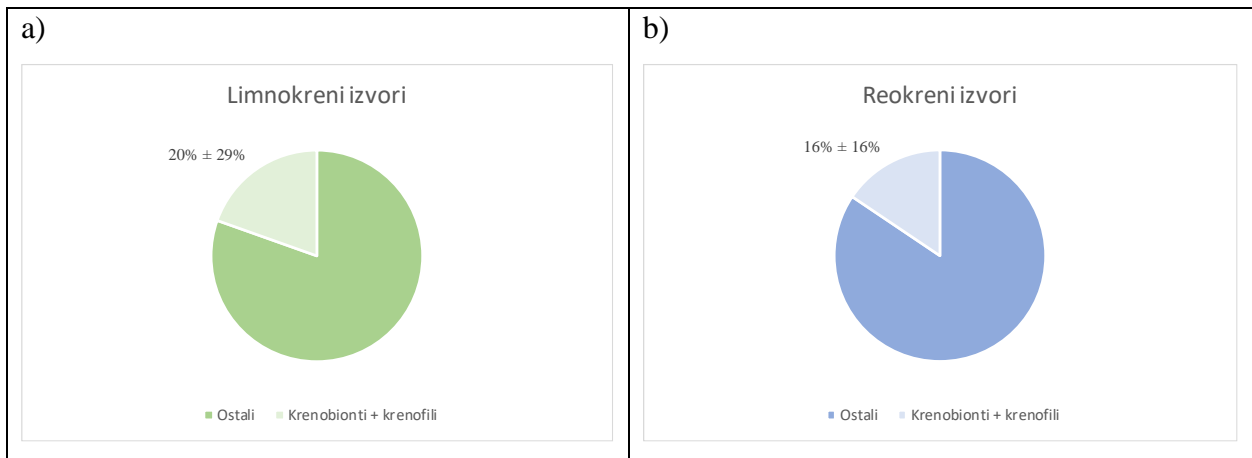 a)
Limnokreni izvori
20% ± 29%
Ostali
Krenobionti + krenofili
b)
Reokreni izvori
16% ± 16%
Ostali
Krenobionti + krenofili